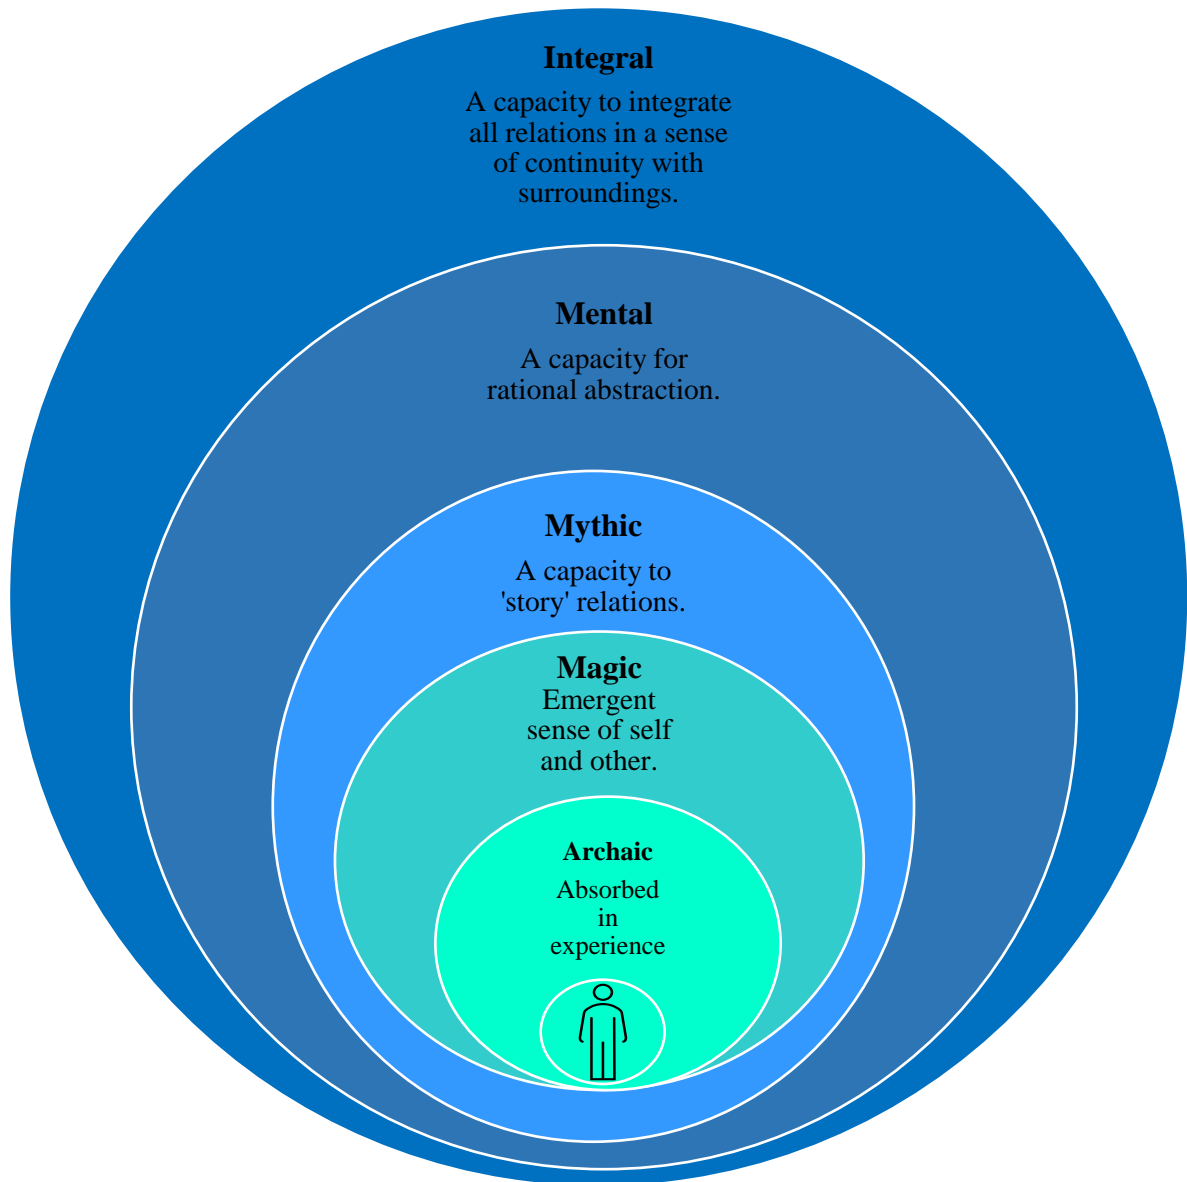 Integral
A capacity to integrate
all relations in a sense
of continuity with
surroundings.
Mental
A capacity for
rational abstraction.
Mythic
A capacity to
'story' relations.
Magic
Emergent
sense of self
and other.
Archaic
Absorbed
in
experience